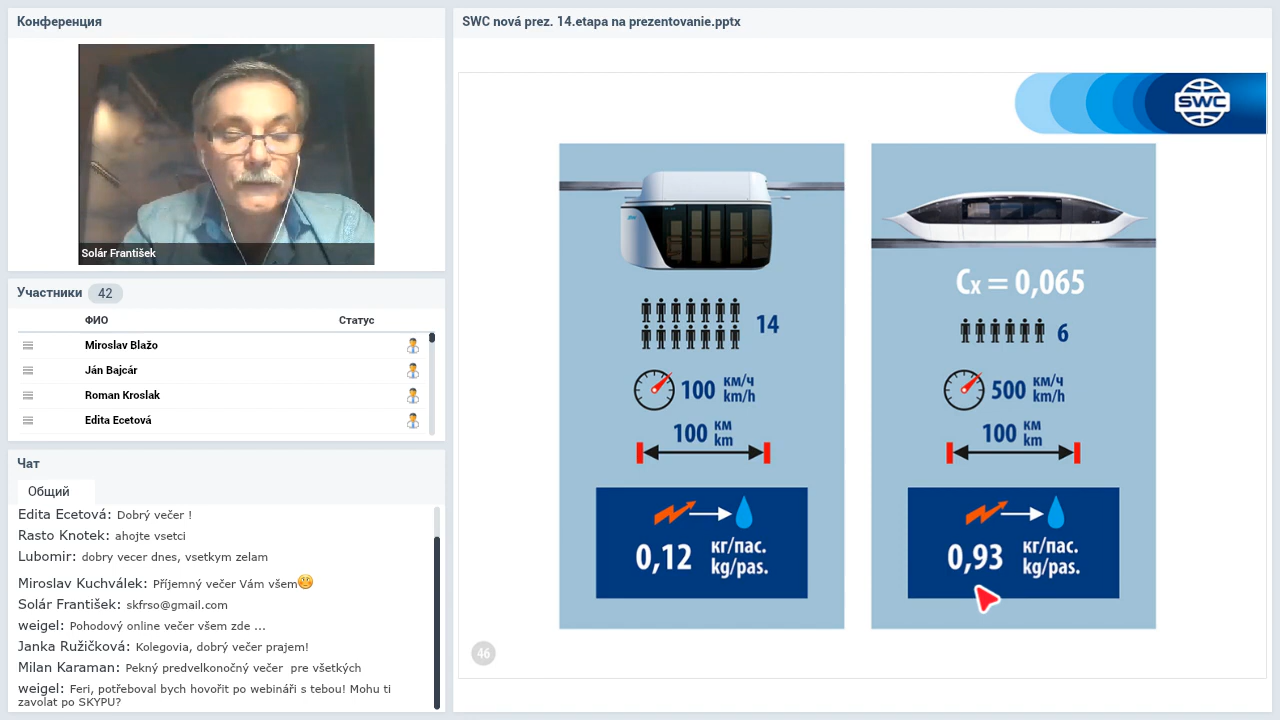 Конференция
Solár František
Участники 42
ФИО Статус
Miroslav Blažo
Ján Bajcár
Roman Kroslak
Edita Ecetová
Чат
Общий
Edita Ecetová: Dobrý večer !
Rasto Knotek: ahojte vsetci
Lubomir: dobry vecer dnes, vsetkym zelam
Miroslav Kuchválek: Příjemný večer Vám všem
Solár František: skfrso@gmail.com
weigel: Pohodový online večer všem zde ...
Janka Ružičková: Kolegovia, dobrý večer prajem!
Milan Karaman: Pekný predvelkonočný večer pre všetkých
weigel: Feri, potřeboval bych hovořit po webináři s tebou! Mohu ti
zavolat po SKYPU?
SWC nová prez. 14.etapa na prezentovanie.pptx
SWC
14
100 км/ч
km/h
100 км
km
0,12 кг/пас.
kg/pas.
Cx = 0,065
6
500 км/ч
km/h
100 км
km
0,93 кг/пас.
kg/pas.
46